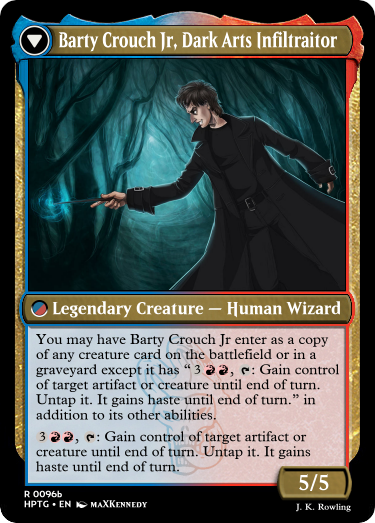 Barty Crouch Jr, Dark Arts Infiltraitor
Legendary Creature — Human Wizard
You may have Barty Crouch Jr enter as a copy
of any creature card on the battlefield or in a
graveyard except it has “ 3 R R, T: Gain control
of target artifact or creature until end of turn.
Untap it. It gains haste until end of turn.” in
addition to its other abilities.
3 R R, T: Gain control of target artifact or
creature until end of turn. Untap it. It gains
haste until end of turn.
5/5
R 0096b
HPTG • EN MAXKENNEDY
J. K. Rowling